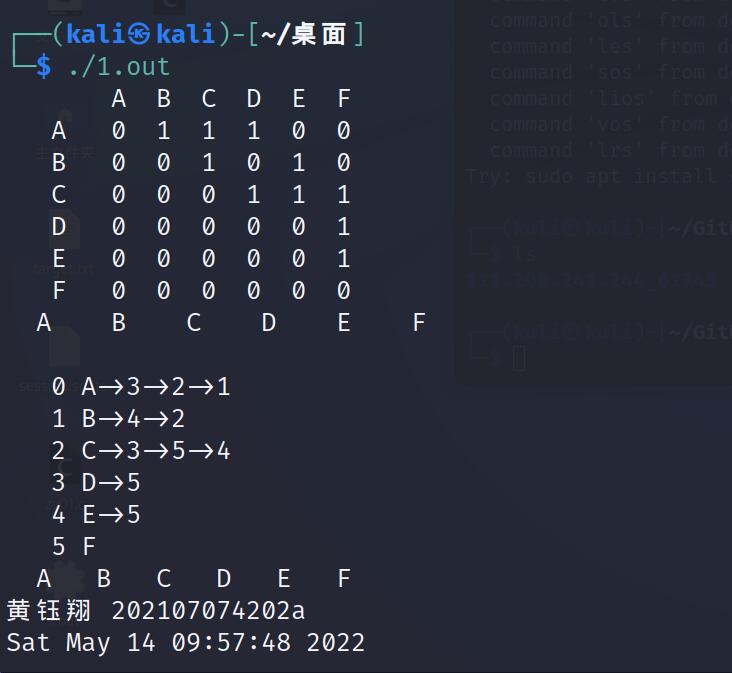 ┌──(kali㉿kali)-[~/桌面]
└─$ ./1.out
A B C D E F
A 0 1 1 1 0 0
B 0 0 1 0 1 0
C 0 0 0 1 1 1
D 0 0 0 0 0 1
E 0 0 0 0 0 1
F 0 0 0 0 0 0
A B C D E F
0 A→3→2→1
1 B→4→2
2 C→3→5→4
3 D→5
4 E→5
5 F
A B C D E F
黄钰翔 202107074202a
Sat May 14 09:57:48 2022
command 'ols' from d
command 'les' from d
command 'sos' from d
command 'lios' from
command 'vos' from d
command 'lrs' from d
Try: sudo apt install
┌──(kali㉿kali)-[~/Git
└─$ ls
┌──(kali㉿kali)-[~/Git
└─$